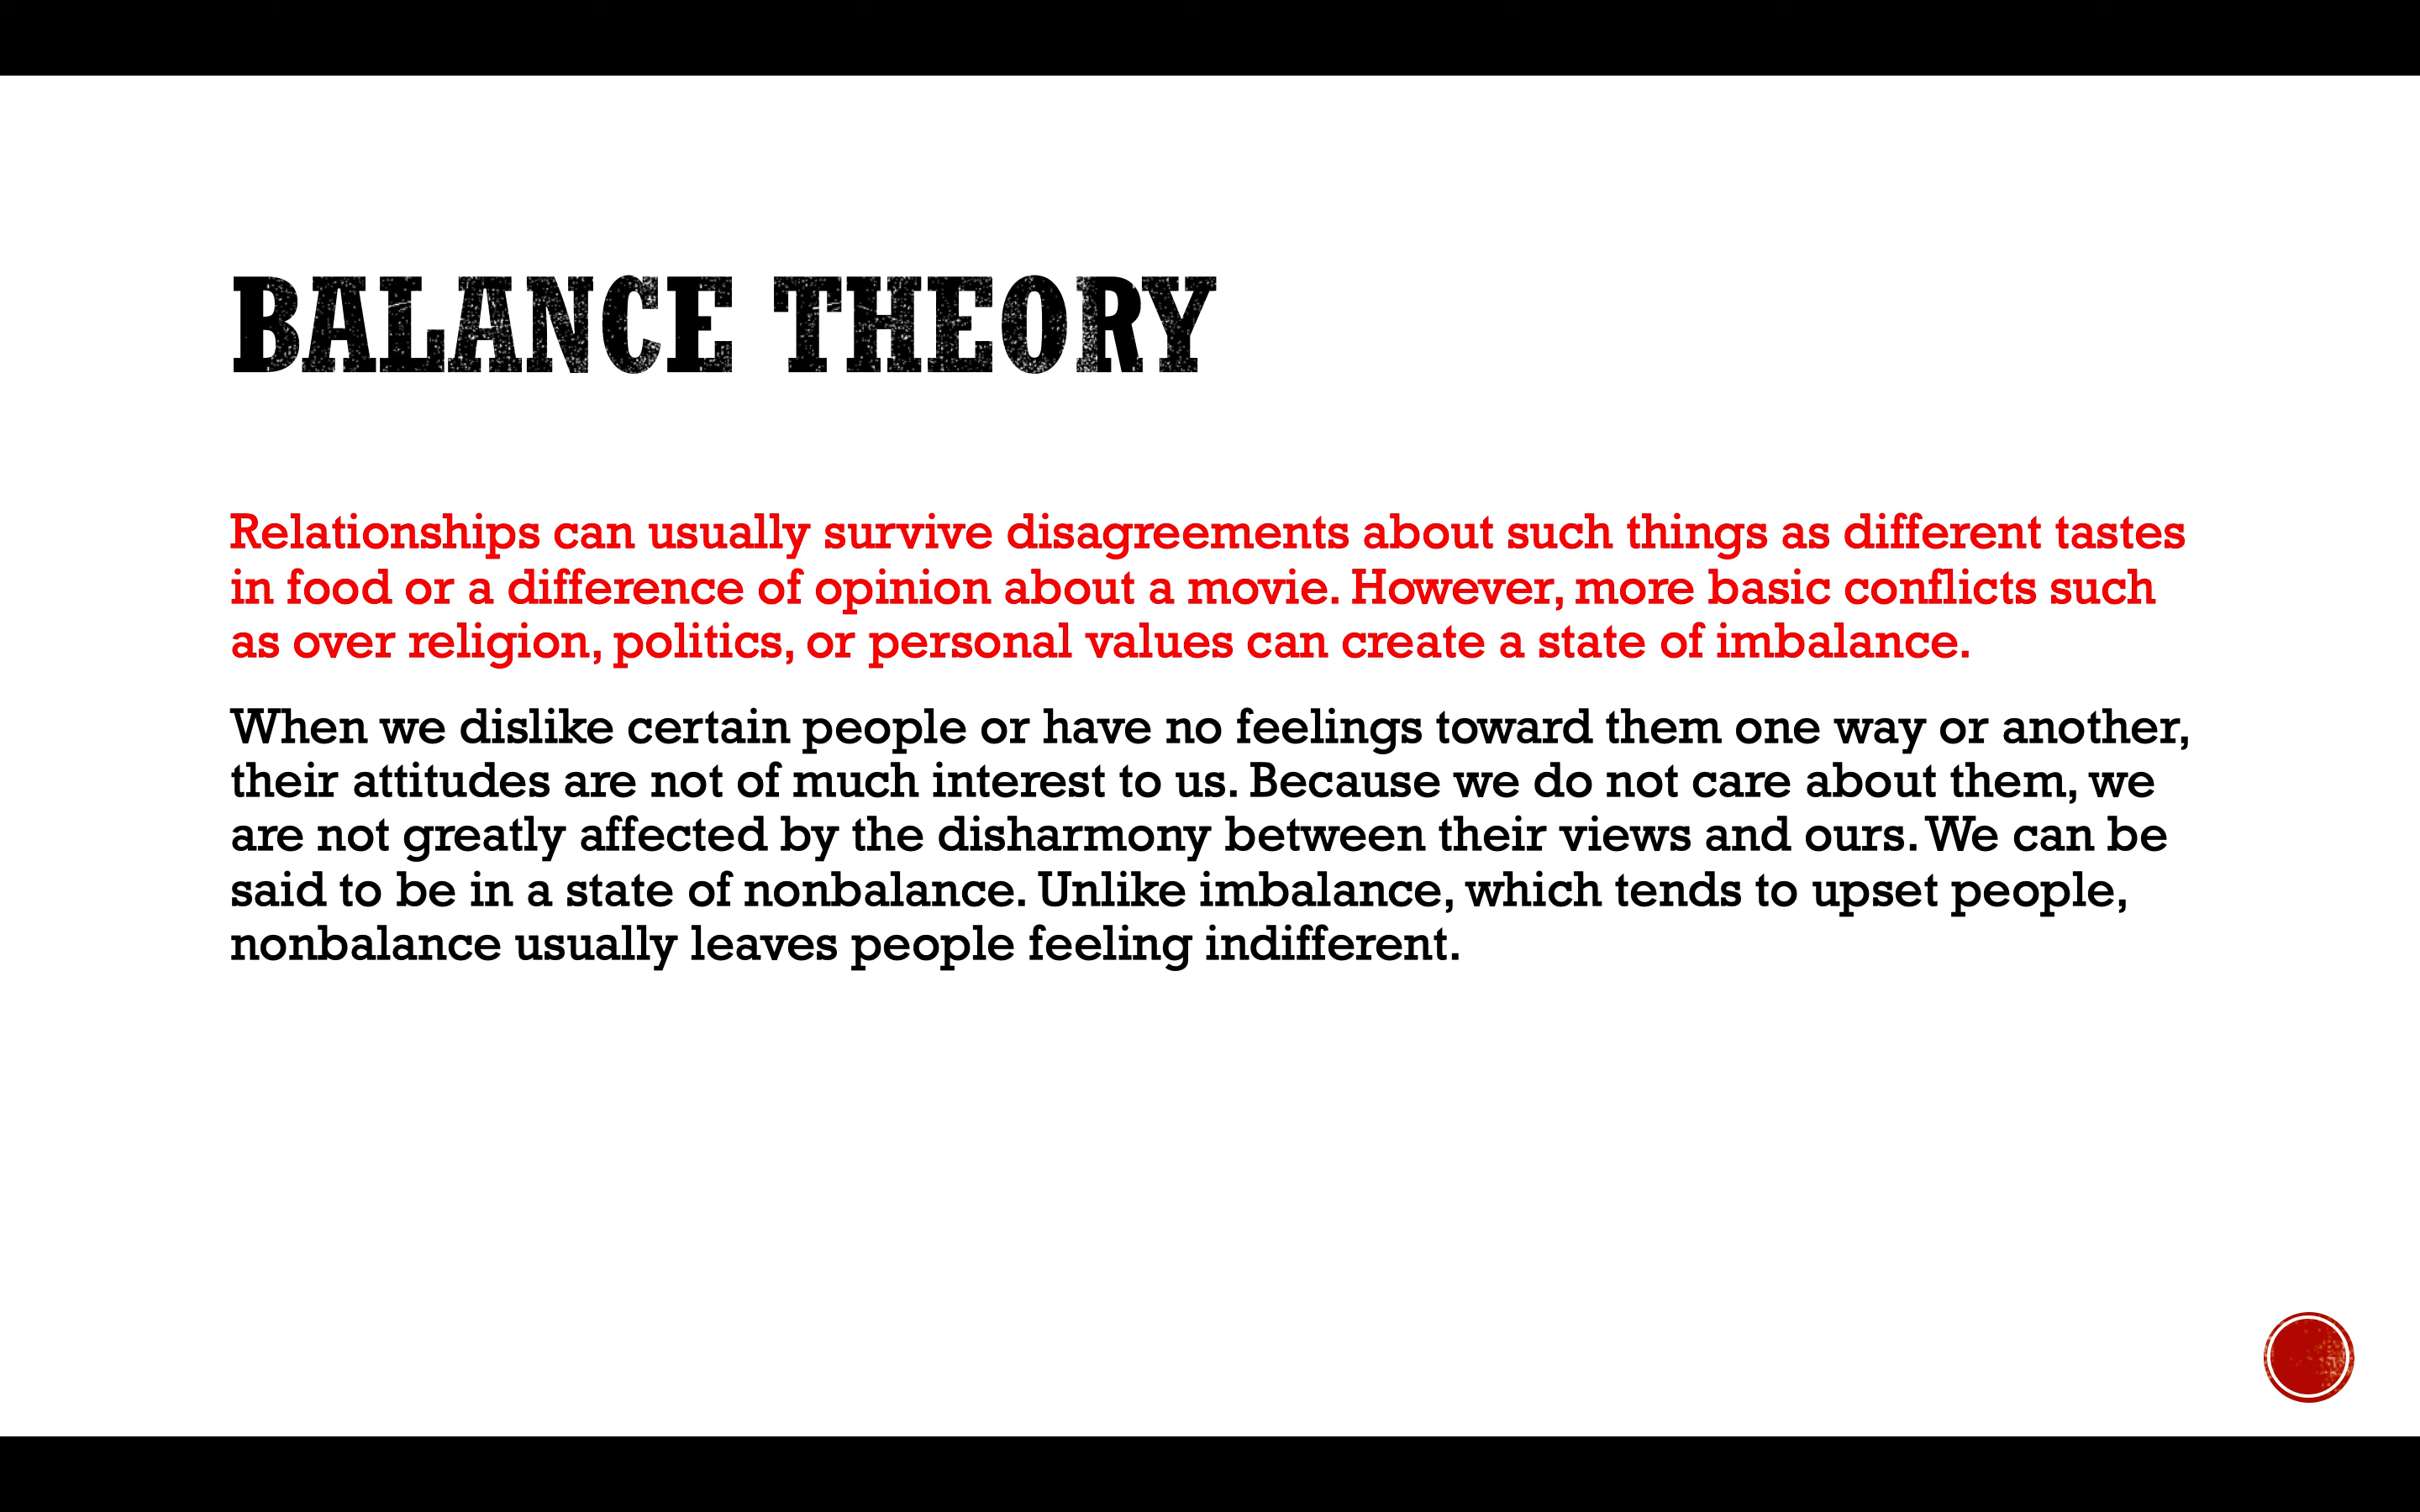 BALANCE THEORY
Relationships can usually survive disagreements about such things as different tastes
in food or a difference of opinion about a movie. However, more basic conflicts such
as over religion, politics, or personal values can create a state of imbalance.
When we dislike certain people or have no feelings toward them one way or another,
their attitudes are not of much interest to us. Because we do not care about them, we
are not greatly affected by the disharmony between their views and ours. We can be
said to be in a state of nonbalance. Unlike imbalance, which tends to upset people,
nonbalance usually leaves people feeling indifferent.